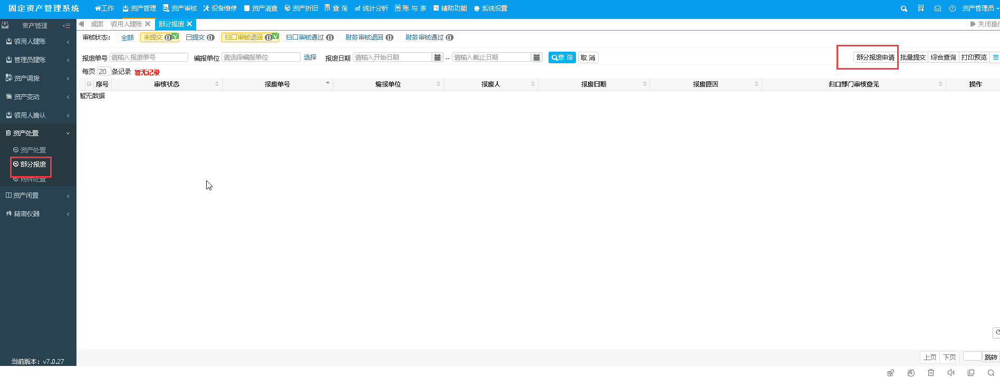 固定资产管理系统 工作 资产管理 资产审核 设备维修 资产清查 资产折旧 查 询 统计分析 账 与 表 辅助功能 系统设置 资产管理员
资产管理 桌面 领用人建账 部分报废 关闭操作
审核状态： 全部 未提交 0 已提交 0 归口审核退回 0 归口审核通过 0 财务审核退回 0 财务审核通过 0
领用人建账
报废单号 请输入报废单号 编报单位 请选择编报单位 选择 报废日期 请输入开始日期 -- 请输入截止日期 查 询 取 消 部分报废申请 批量提交 综合查询 打印预览
管理员建账
每页 20 条记录 暂无记录
资产调拨
序号 审核状态 报废单号 编报单位 报废人 报废日期 报废原因 归口部门审核意见 操作
暂无数据
资产变动
领用人确认
资产处置
资产处置
部分报废
附件处置
资产闲置
精密仪器
上页 下页 跳转
当前版本：v7.0.27